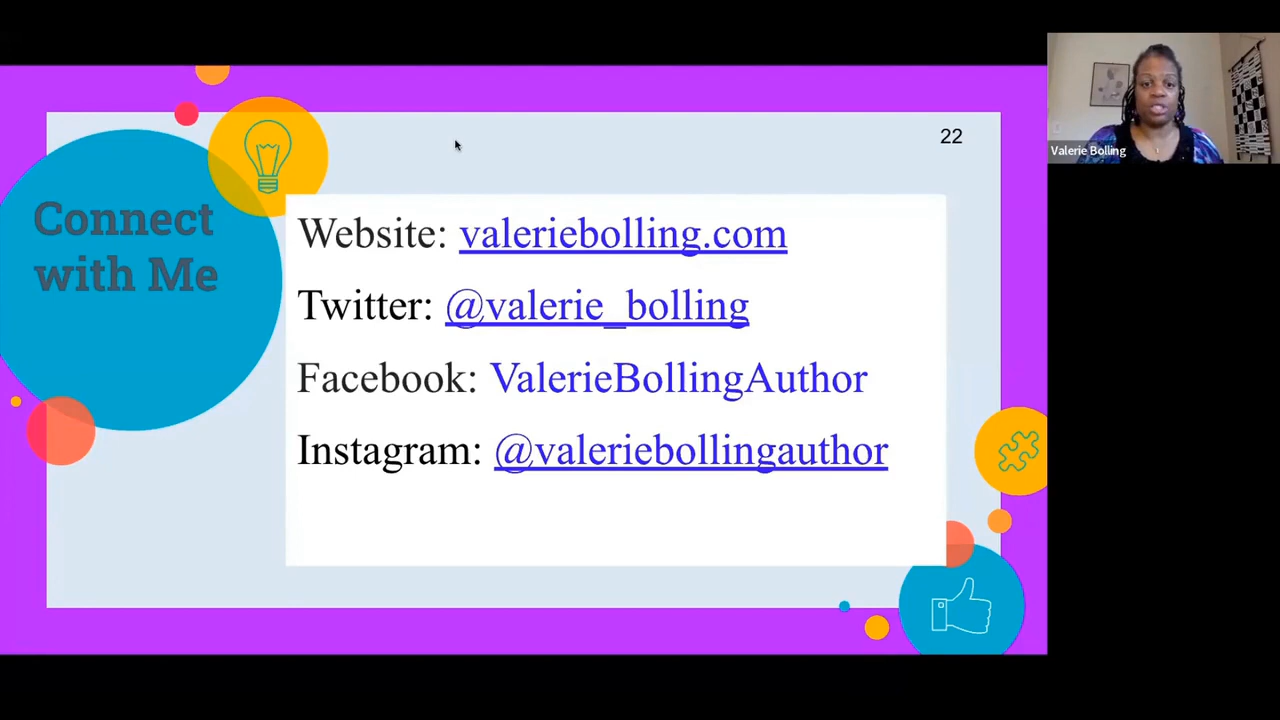 22
Connect
with Me
Website: valeriebolling.com
Twitter: @valerie_bolling
Facebook: ValerieBollingAuthor
Instagram: @valeriebollingauthor
Valerie Bolling